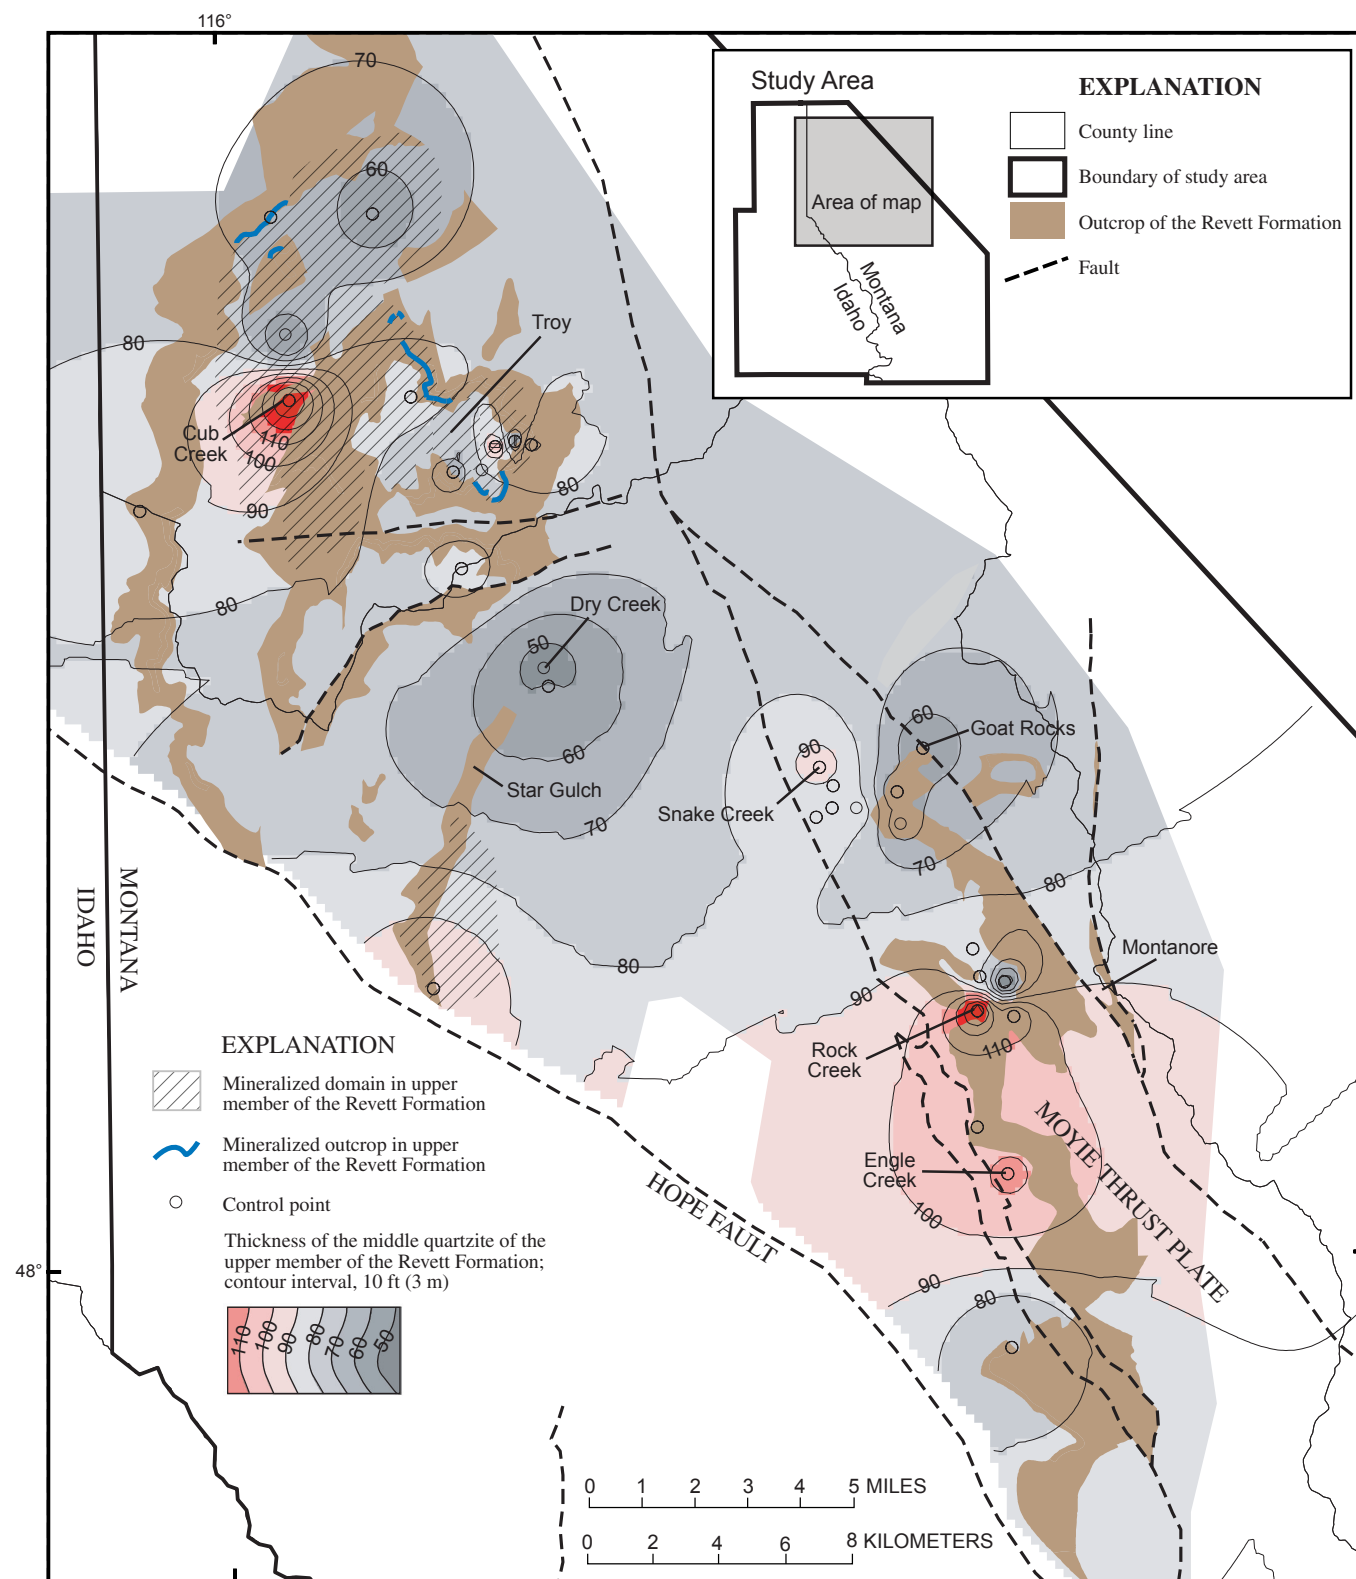 116°
70
60
80
Troy
Cub
Creek
110
100
90
80
80
Dry Creek
50
60
Star Gulch
70
60
Goat Rocks
90
Snake Creek
70
80
80
90
Montanore
Rock
Creek
110
Engle
Creek
100
90
80
MOYIE THRUST PLATE
HOPE FAULT
IDAHO
MONTANA
48°
Study Area
Area of map
Montana
Idaho
EXPLANATION
County line
Boundary of study area
Outcrop of the Revett Formation
Fault
EXPLANATION
Mineralized domain in upper
member of the Revett Formation
Mineralized outcrop in upper
member of the Revett Formation
Control point
Thickness of the middle quartzite of the
upper member of the Revett Formation;
contour interval, 10 ft (3 m)
110 100 90 80 70 60 50
0 1 2 3 4 5 MILES
0 2 4 6 8 KILOMETERS